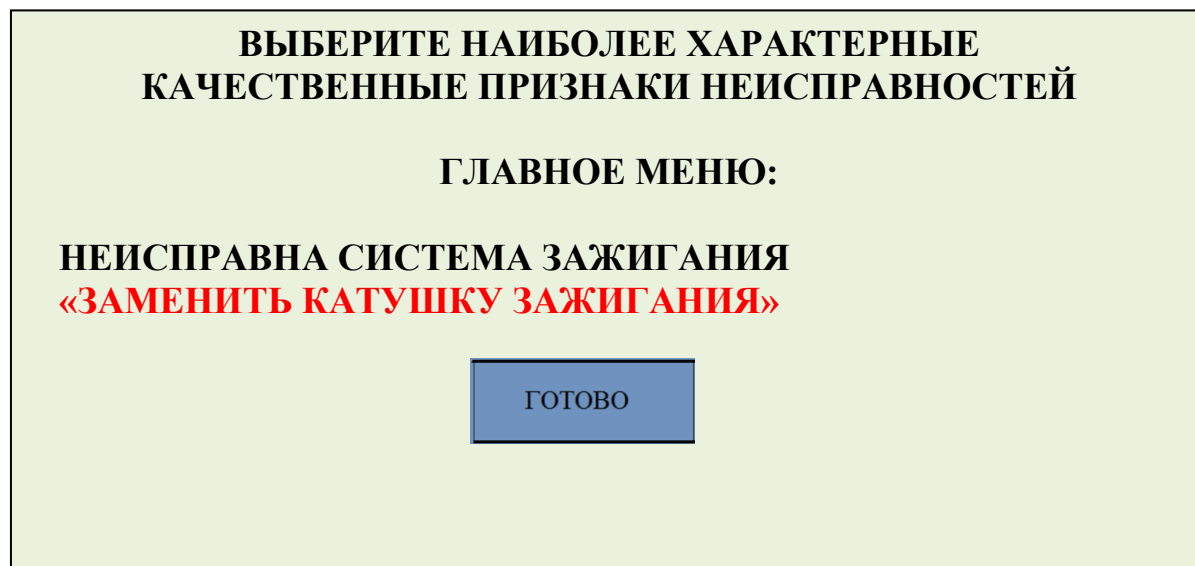 ВЫБЕРИТЕ НАИБОЛЕЕ ХАРАКТЕРНЫЕ
КАЧЕСТВЕННЫЕ ПРИЗНАКИ НЕИСПРАВНОСТЕЙ
ГЛАВНОЕ МЕНЮ:
НЕИСПРАВНА СИСТЕМА ЗАЖИГАНИЯ
«ЗАМЕНИТЬ КАТУШКУ ЗАЖИГАНИЯ»
ГОТОВО